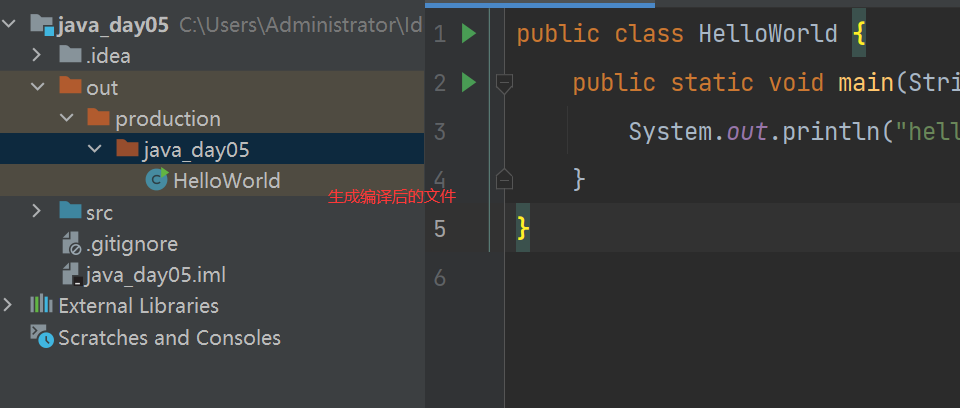 java_day05 C:\Users\Administrator\Id
.idea
out
production
java_day05
HelloWorld
生成编译后的文件
src
.gitignore
java_day05.iml
External Libraries
Scratches and Consoles
1 public class HelloWorld {
2 public static void main(Stri
3 System.out.println("hell
4 }
5 }
6